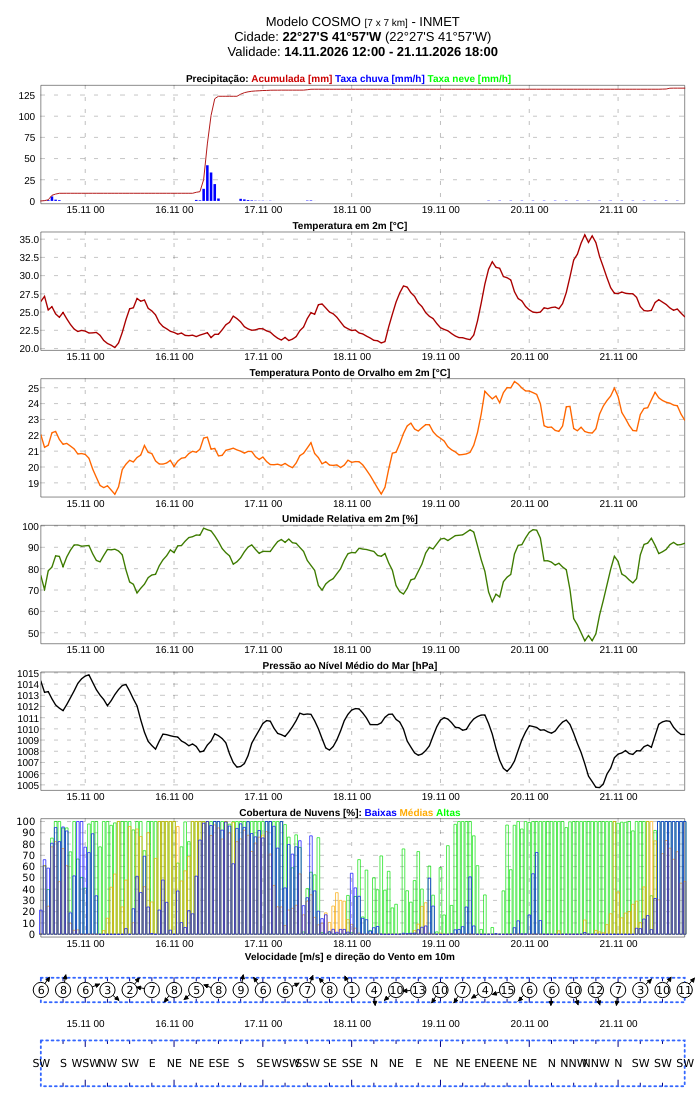 Modelo COSMO [7 x 7 km] - INMET
Cidade: 22°27'S 41°57'W (22°27'S 41°57'W)
Validade: 14.11.2026 12:00 - 21.11.2026 18:00
Precipitação: Acumulada [mm] Taxa chuva [mm/h] Taxa neve [mm/h]
125
100
75
50
25
0
15.11 00 16.11 00 17.11 00 18.11 00 19.11 00 20.11 00 21.11 00
Temperatura em 2m [°C]
35.0
32.5
30.0
27.5
25.0
22.5
20.0
15.11 00 16.11 00 17.11 00 18.11 00 19.11 00 20.11 00 21.11 00
Temperatura Ponto de Orvalho em 2m [°C]
25
24
23
22
21
20
19
15.11 00 16.11 00 17.11 00 18.11 00 19.11 00 20.11 00 21.11 00
Umidade Relativa em 2m [%]
100
90
80
70
60
50
15.11 00 16.11 00 17.11 00 18.11 00 19.11 00 20.11 00 21.11 00
Pressão ao Nível Médio do Mar [hPa]
1015
1014
1013
1012
1011
1010
1009
1008
1007
1006
1005
15.11 00 16.11 00 17.11 00 18.11 00 19.11 00 20.11 00 21.11 00
Cobertura de Nuvens [%]: Baixas Médias Altas
100
90
80
70
60
50
40
30
20
10
0
15.11 00 16.11 00 17.11 00 18.11 00 19.11 00 20.11 00 21.11 00
Velocidade [m/s] e direção do Vento em 10m
6 8 6 3 2 7 8 5 8 9 6 6 7 8 1 4 10 13 10 7 4 15 6 6 10 12 7 3 10 11
15.11 00 16.11 00 17.11 00 18.11 00 19.11 00 20.11 00 21.11 00
SW S WSW NW SW E NE NE ESE S SE WSW SSW SE SSE N NE E NE NE ENE ENE NE N NNW NNW N SW SW SW